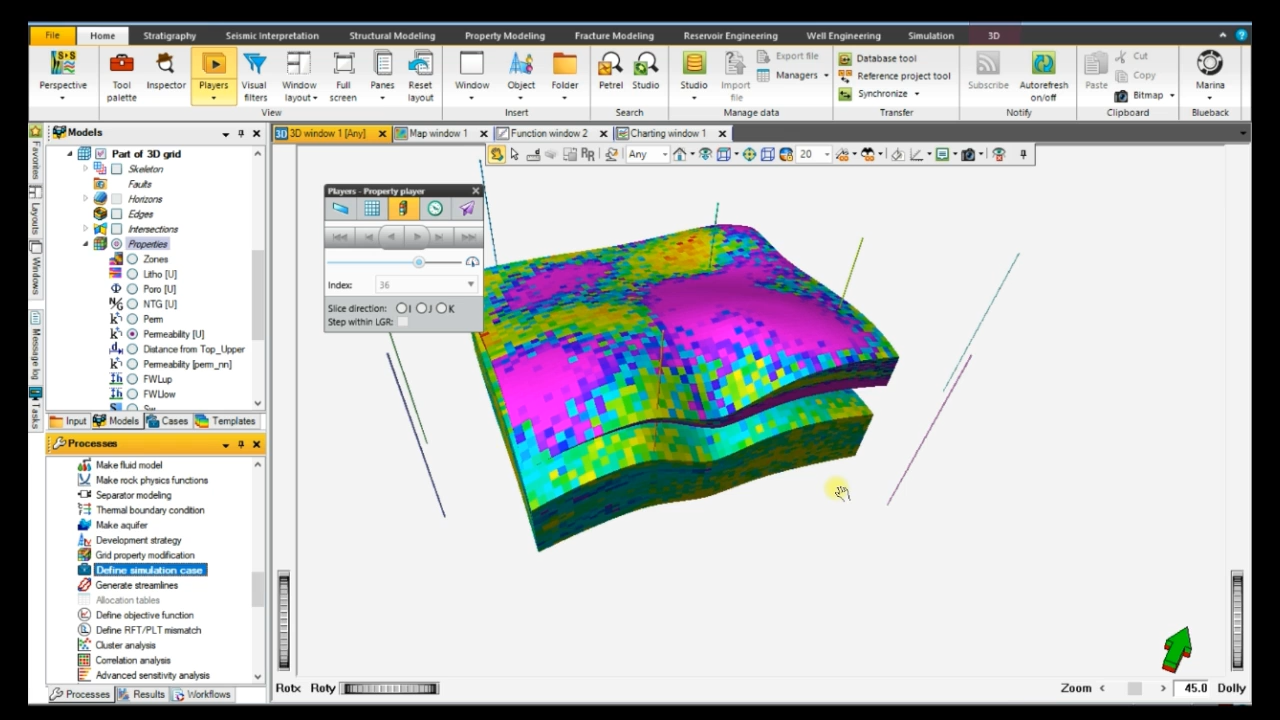 File Home Stratigraphy Seismic Interpretation Structural Modeling Property Modeling Fracture Modeling Reservoir Engineering Well Engineering Simulation 3D
Perspective
Tool palette
Inspector
Players
Visual filters
Window layout
Full screen
Panes
Reset layout
View
Window
Object
Folder
Insert
Petrel
Studio
Search
Studio
Import file
Export file
Managers
Manage data
Database tool
Reference project tool
Synchronize
Transfer
Subscribe
Autorefresh on/off
Notify
Paste
Cut
Copy
Bitmap
Clipboard
Marina
Blueback
Favorites
Layouts
Windows
Message log
Tasks
Models
Part of 3D grid
Skeleton
Faults
Horizons
Edges
Intersections
Properties
Zones
Litho [U]
Poro [U]
NTG [U]
Perm
Permeability [U]
Distance from Top_Upper
Permeability [perm_nn]
FWLup
FWLlow
Input Models Cases Templates
Processes
Make fluid model
Make rock physics functions
Separator modeling
Thermal boundary condition
Make aquifer
Development strategy
Grid property modification
Define simulation case
Generate streamlines
Allocation tables
Define objective function
Define RFT/PLT mismatch
Cluster analysis
Correlation analysis
Advanced sensitivity analysis
Processes Results Workflows
3D 3D window 1 [Any] Map window 1 Function window 2 Charting window 1
Any 20
Players - Property player
Index: 36
Slice direction: I J K
Step within LGR:
Rotx Roty
Zoom < > 45.0 Dolly